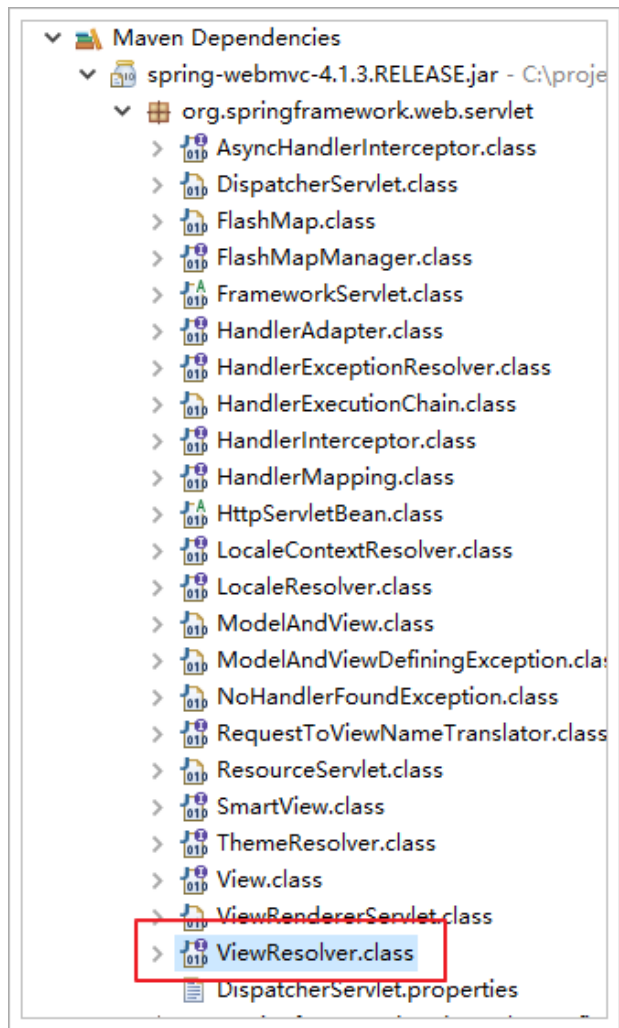 Maven Dependencies
spring-webmvc-4.1.3.RELEASE.jar - C:\proje
org.springframework.web.servlet
AsyncHandlerInterceptor.class
DispatcherServlet.class
FlashMap.class
FlashMapManager.class
FrameworkServlet.class
HandlerAdapter.class
HandlerExceptionResolver.class
HandlerExecutionChain.class
HandlerInterceptor.class
HandlerMapping.class
HttpServletBean.class
LocaleContextResolver.class
LocaleResolver.class
ModelAndView.class
ModelAndViewDefiningException.clas
NoHandlerFoundException.class
RequestToViewNameTranslator.class
ResourceServlet.class
SmartView.class
ThemeResolver.class
View.class
ViewRendererServlet.class
ViewResolver.class
DispatcherServlet.properties